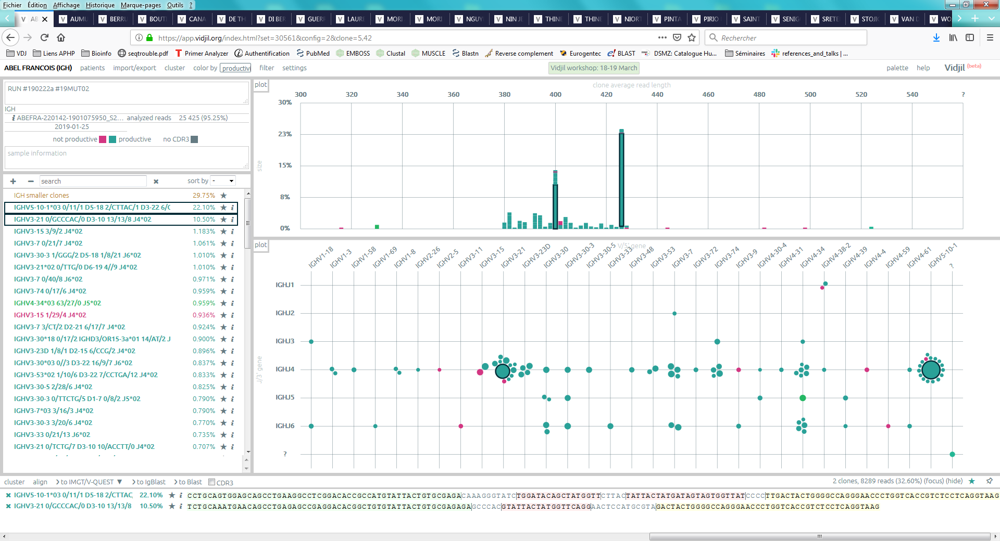 Fichier Édition Affichage Historique Marque-pages Outils ?
AB AUMU BERRU BOUT CANA DE TH DI BER GUERR LAURE MORI MORI NGUY NIN JE THINE THINE NIORT PINTA PIRIO SAINT SENIG SRETE STOJI VAN D WO
https://app.vidjil.org/index.html?set=30561&config=2&clone=5,42
Rechercher
VDJ Liens APHP Bioinfo seqtrouble.pdf Primer Analyzer Authentification PubMed EMBOSS Clustal MUSCLE Blastn Reverse complement Eurogentec BLAST DSMZ: Catalogue Hu... Séminaires references_and_talks | ...
ABEL FRANCOIS (IGH) patients import/export cluster color by productivi filter settings
Vidjil workshop: 18-19 March
palette help Vidjil (beta)
RUN #190222a #19MUT02
IGH
i ABEFRA-220142-1901075950_S2... analyzed reads 25 425 (95.25%)
2019-01-25
not productive productive no CDR3
sample information
+ − search × sort by -
IGH smaller clones 29.75%
IGHV5-10-1*03 0/11/1 D5-18 2/CTTAC/1 D3-22 6/C 22.10%
IGHV3-21 0/GCCCAC/0 D3-10 13/13/8 J4*02 10.50%
IGHV3-15 3/9/2 J4*02 1.183%
IGHV3-7 0/21/7 J4*02 1.061%
IGHV3-30-3 1/GGG/2 D5-18 1/8/21 J6*02 1.010%
IGHV3-21*02 0/TTG/0 D6-19 4//9 J4*02 1.010%
IGHV3-7 0/40/8 J6*02 0.971%
IGHV3-74 0/17/6 J4*02 0.959%
IGHV4-34*03 63/27/0 J5*02 0.959%
IGHV3-15 1/29/4 J4*02 0.936%
IGHV3-7 3/CT/2 D2-21 6/17/7 J4*02 0.924%
IGHV3-30*18 0/17/2 IGHD3/OR15-3a*01 14/AT/2 J 0.900%
IGHV3-23D 1/8/1 D2-15 6/CCG/2 J4*02 0.896%
IGHV3-30*03 0//3 D3-22 16/9/7 J6*02 0.837%
IGHV3-53*02 1/10/6 D3-22 7/CCTGA/12 J4*02 0.833%
IGHV3-30-5 2/28/6 J4*02 0.825%
IGHV3-30-3 0/TTCTG/5 D1-7 0/8/2 J5*02 0.790%
IGHV3-7*03 3/16/3 J4*02 0.790%
IGHV3-30-3 3/20/6 J4*02 0.770%
IGHV3-33 0/21/13 J6*02 0.735%
IGHV3-21 0/TCTG/7 D3-10 10/ACCTT/0 J4*02 0.707%
plot
clone average read length
300 320 340 360 380 400 420 440 460 480 500 520 540 ?
30%
23%
15%
8%
0%
size
plot
V/5' gene
IGHV1-18 IGHV1-3 IGHV1-58 IGHV1-69 IGHV1-8 IGHV2-26 IGHV2-5 IGHV3-11 IGHV3-15 IGHV3-21 IGHV3-23D IGHV3-30 IGHV3-30-3 IGHV3-30-5 IGHV3-33 IGHV3-48 IGHV3-53 IGHV3-7 IGHV3-72 IGHV3-74 IGHV3-9 IGHV4-30-4 IGHV4-31 IGHV4-34 IGHV4-38-2 IGHV4-39 IGHV4-4 IGHV4-59 IGHV4-61 IGHV5-10-1 ?
IGHJ1
IGHJ2
IGHJ3
IGHJ4
IGHJ5
IGHJ6
?
J/3' gene
cluster align to IMGT/V-QUEST ▼ to IgBlast to Blast CDR3
2 clones, 8289 reads (32.60%) (focus) (hide)
IGHV5-10-1*03 0/11/1 D5-18 2/CTTAC, 22.10% CCTGCAGTGGAGCAGCCTGAAGGCCTCGGACACCGCCATGTATTACTGTGCGAGACAAAGGGTATCTGGATACAGCTATGGTTCTTACTATTACTATGATAGTAGTGGTTATCCCCTTGACTACTGGGGCCAGGGAACCCTGGTCACCGTCTCCTCAGGTAAG
IGHV3-21 0/GCCCAC/0 D3-10 13/13/8 10.50% TCTGCAAATGAACAGCCTGAGAGCCGAGGACACGGCTGTGTATTACTGTGCGAGAGAGCCCACGTATTACTATGGTTCAGGAACTCCATGCGTAGACTACTGGGGCCAGGGAACCCTGGTCACCGTCTCCTCAGGTAAG